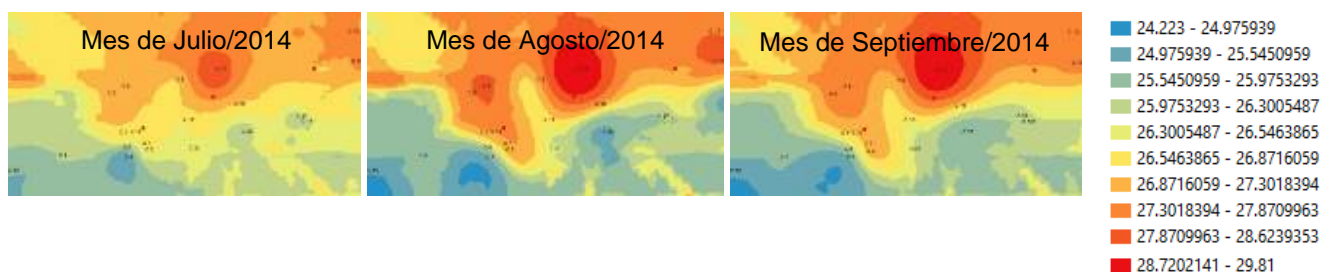 Mes de Julio/2014
Mes de Agosto/2014
Mes de Septiembre/2014
24.223 - 24.975939
24.975939 - 25.5450959
25.5450959 - 25.9753293
25.9753293 - 26.3005487
26.3005487 - 26.5463865
26.5463865 - 26.8716059
26.8716059 - 27.3018394
27.3018394 - 27.8709963
27.8709963 - 28.6239353
28.7202141 - 29.81